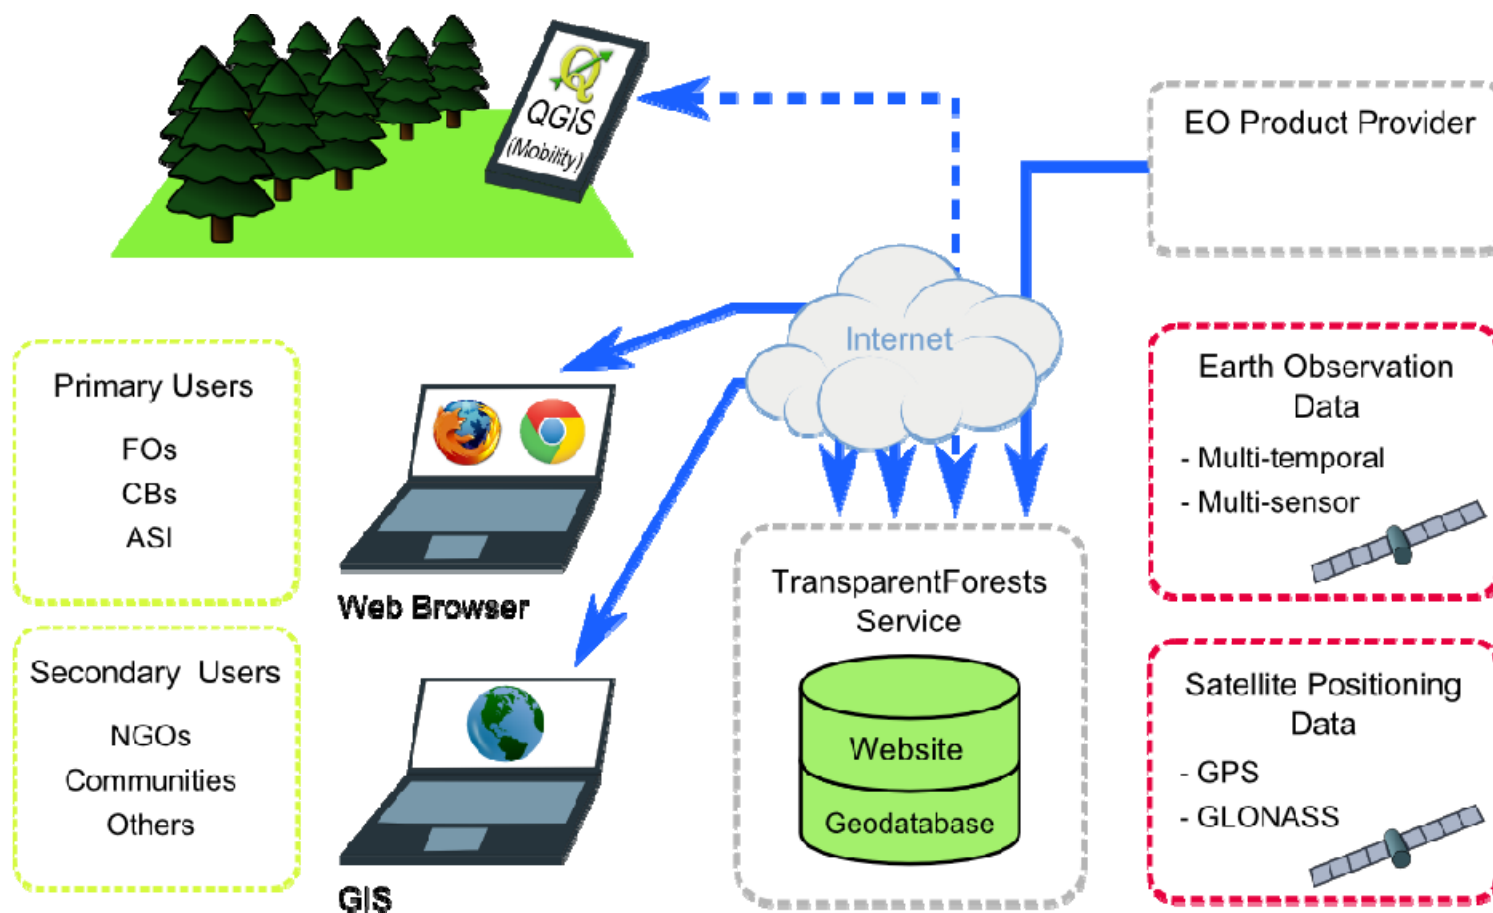 QGIS
(Mobility)
EO Product Provider
Internet
Primary Users
FOs
CBs
ASI
Web Browser
Earth Observation
Data
- Multi-temporal
- Multi-sensor
TransparentForests
Service
Website
Geodatabase
Secondary Users
NGOs
Communities
Others
GIS
Satellite Positioning
Data
- GPS
- GLONASS